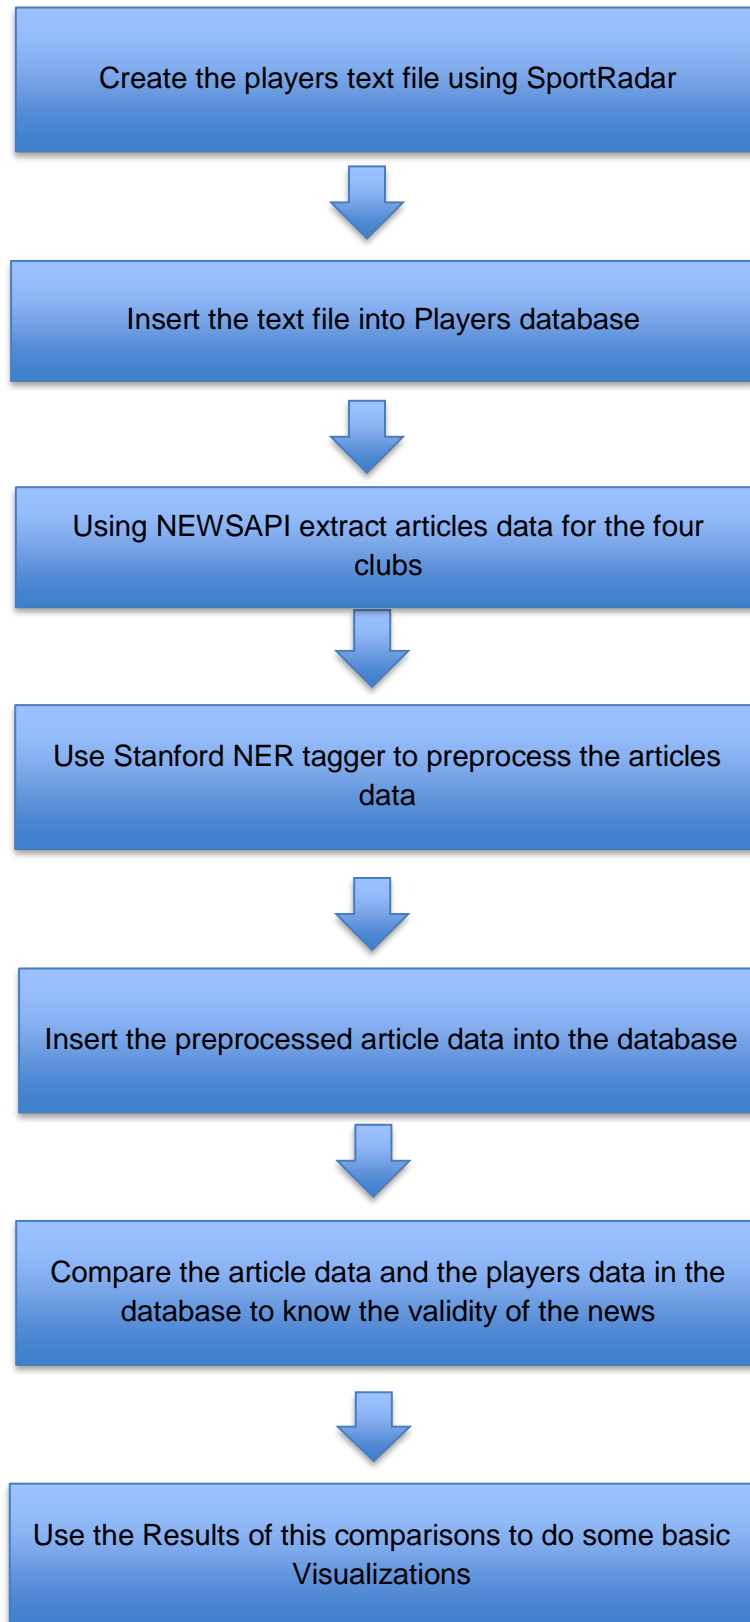 Create the players text file using SportRadar
Insert the text file into Players database
Using NEWSAPI extract articles data for the four
clubs
Use Stanford NER tagger to preprocess the articles
data
Insert the preprocessed article data into the database
Compare the article data and the players data in the
database to know the validity of the news
Use the Results of this comparisons to do some basic
Visualizations